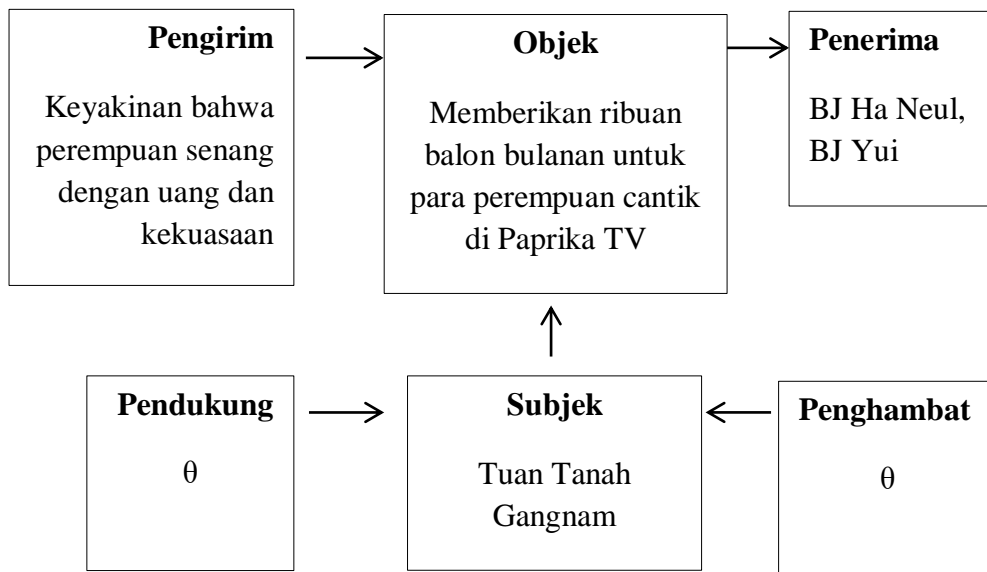 Pengirim
Keyakinan bahwa
perempuan senang
dengan uang dan
kekuasaan
Objek
Memberikan ribuan
balon bulanan untuk
para perempuan cantik
di Paprika TV
Penerima
BJ Ha Neul,
BJ Yui
Pendukung
θ
Subjek
Tuan Tanah
Gangnam
Penghambat
θ